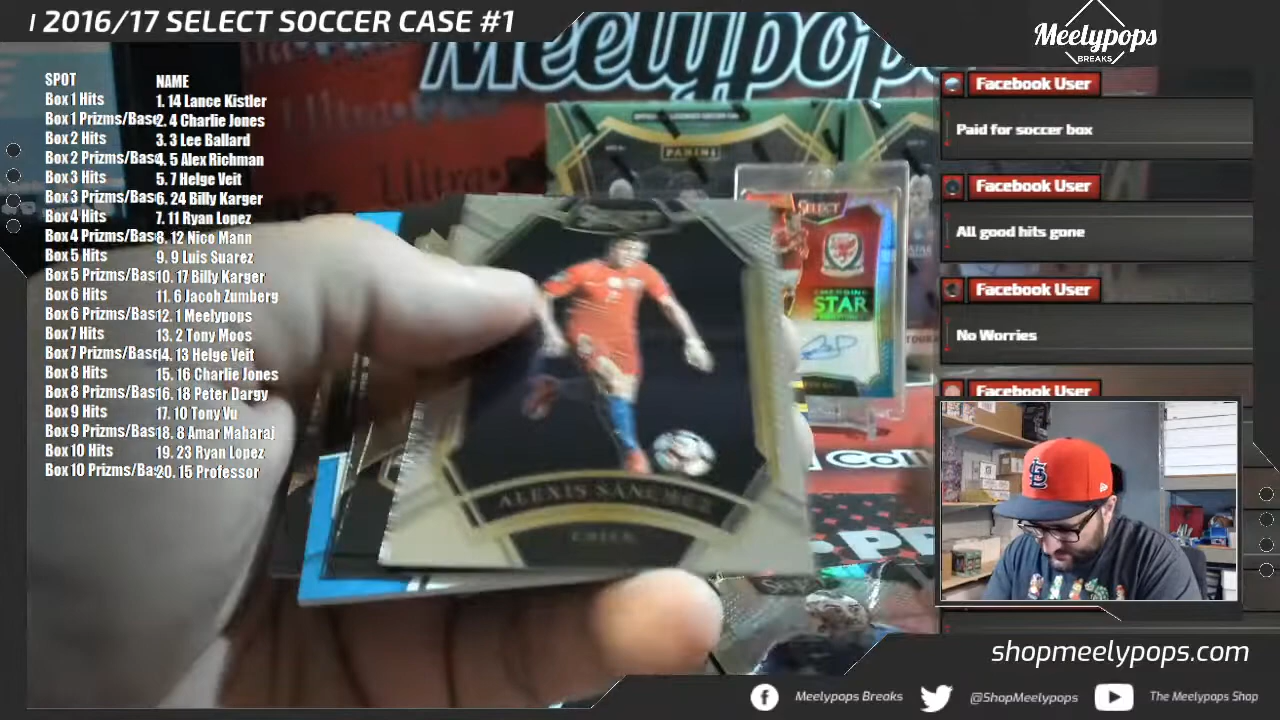 2016/17 SELECT SOCCER CASE #1
Meelypops
BREAKS
Meelypops
SPOT NAME
Box 1 Hits 1. 14 Lance Kistler
Box 1 Prizms/Base 2. 4 Charlie Jones
Box 2 Hits 3. 3 Lee Ballard
Box 2 Prizms/Base 4. 5 Alex Richman
Box 3 Hits 5. 7 Helge Veit
Box 3 Prizms/Base 6. 24 Billy Karger
Box 4 Hits 7. 11 Ryan Lopez
Box 4 Prizms/Bas 8. 12 Nico Mann
Box 5 Hits 9. 9 Luis Suarez
Box 5 Prizms/Bas 10. 17 Billy Karger
Box 6 Hits 11. 6 Jacob Zumberg
Box 6 Prizms/Bas 12. 1 Meelypops
Box 7 Hits 13. 2 Tony Moos
Box 7 Prizms/Bas 14. 13 Helge Veit
Box 8 Hits 15. 16 Charlie Jones
Box 8 Prizms/Bas 16. 18 Peter Dargy
Box 9 Hits 17. 10 Tony Vu
Box 9 Prizms/Bas 18. 8 Amar Maharaj
Box 10 Hits 19. 23 Ryan Lopez
Box 10 Prizms/Ba 20. 15 Professor
PANINI
SELECT
STAR
ALEXIS SANCHEZ
CHILE
Facebook User
Paid for soccer box
Facebook User
All good hits gone
Facebook User
No Worries
Facebook User
shopmeelypops.com
Meelypops Breaks
@ShopMeelypops
The Meelypops Shop